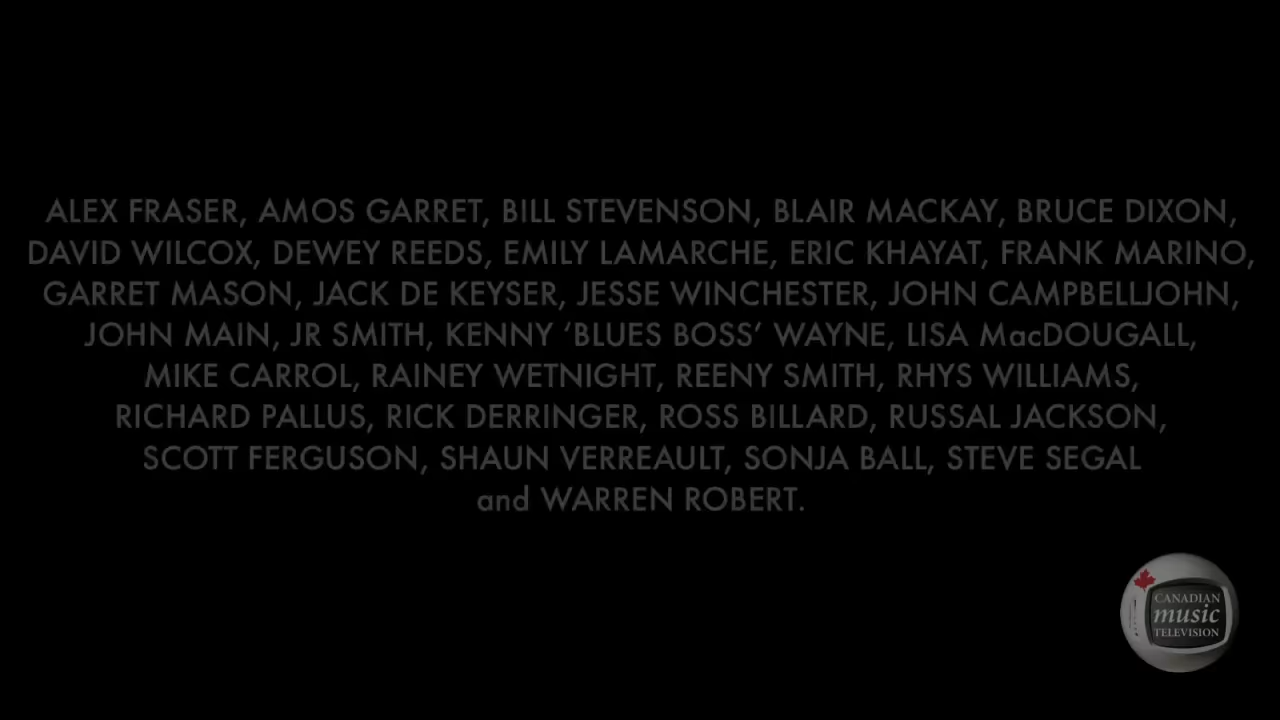 ALEX FRASER, AMOS GARRET, BILL STEVENSON, BLAIR MACKAY, BRUCE DIXON,
DAVID WILCOX, DEWEY REEDS, EMILY LAMARCHE, ERIC KHAYAT, FRANK MARINO,
GARRET MASON, JACK DE KEYSER, JESSE WINCHESTER, JOHN CAMPBELLJOHN,
JOHN MAIN, JR SMITH, KENNY ‘BLUES BOSS’ WAYNE, LISA MacDOUGALL,
MIKE CARROL, RAINEY WETNIGHT, REENY SMITH, RHYS WILLIAMS,
RICHARD PALLUS, RICK DERRINGER, ROSS BILLARD, RUSSAL JACKSON,
SCOTT FERGUSON, SHAUN VERREAULT, SONJA BALL, STEVE SEGAL
and WARREN ROBERT.
CANADIAN
music
TELEVISION